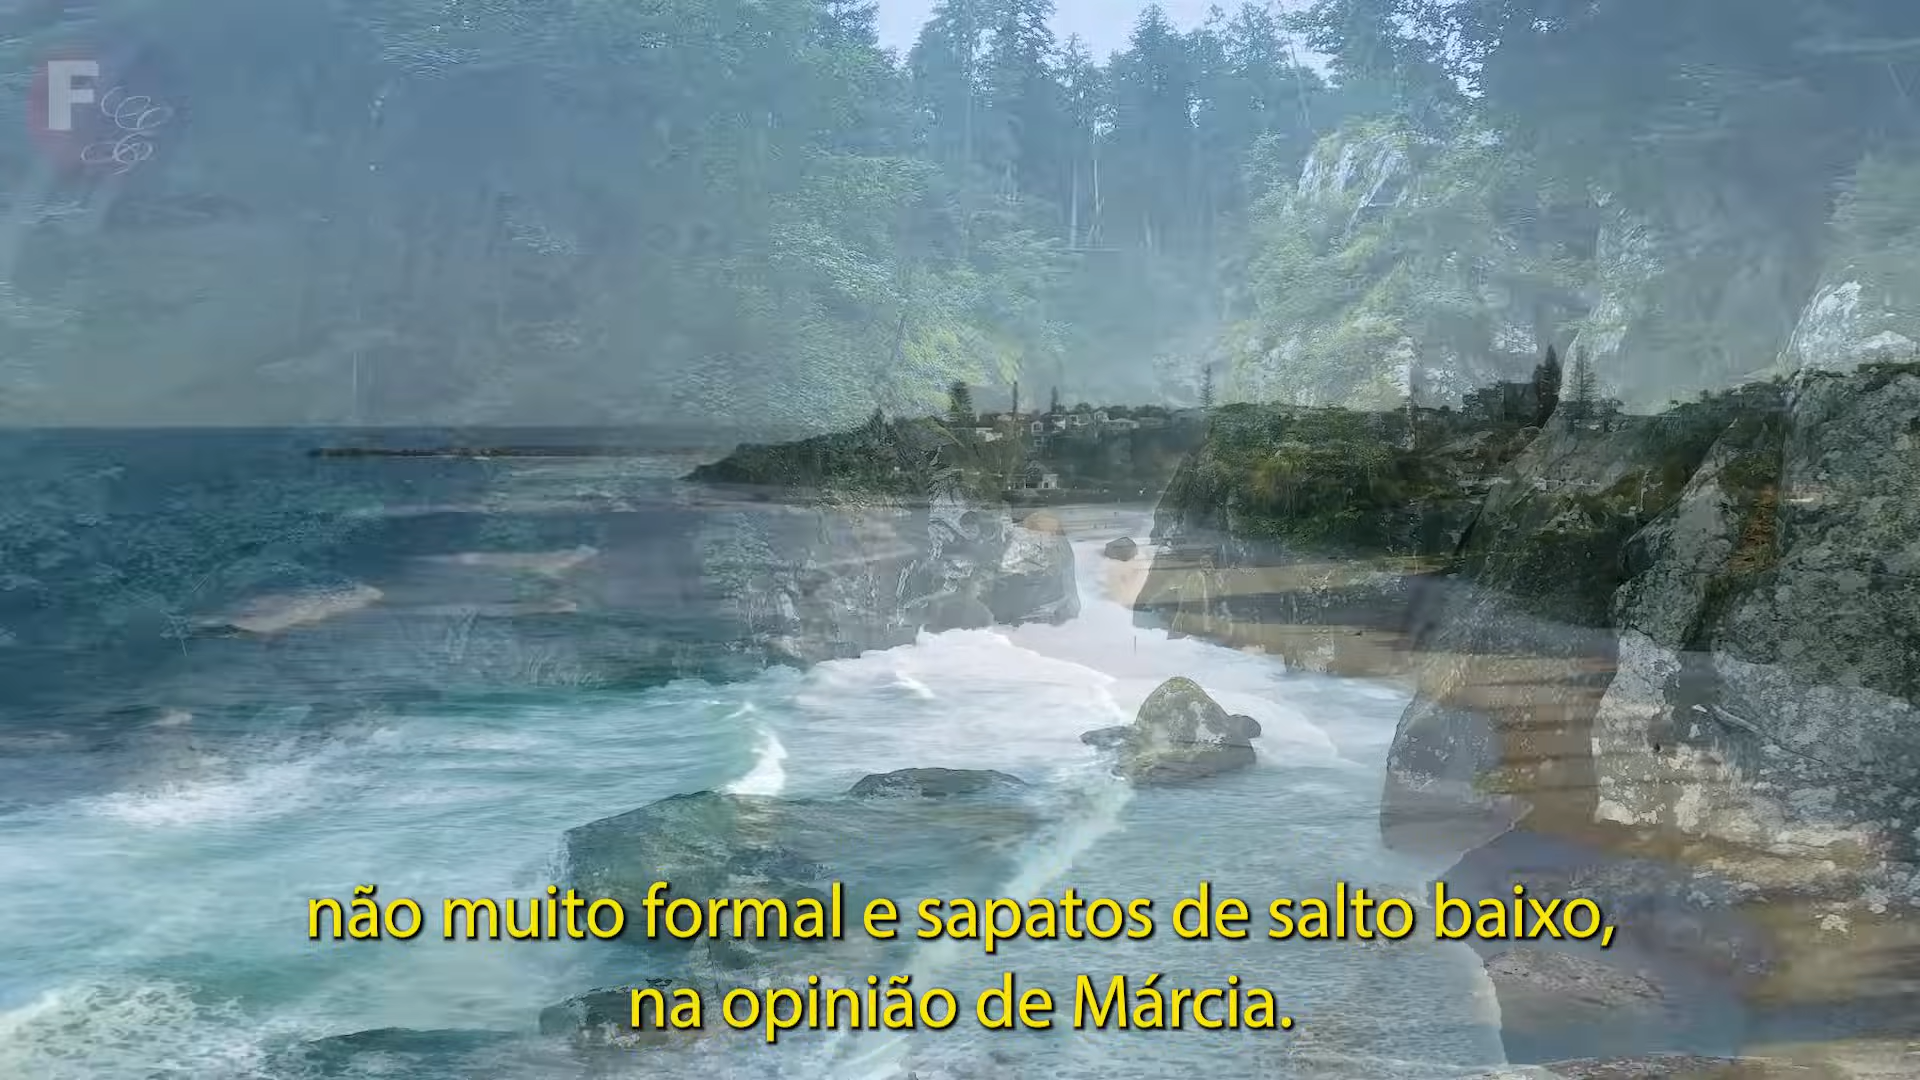 F
não muito formal e sapatos de salto baixo,
na opinião de Márcia.